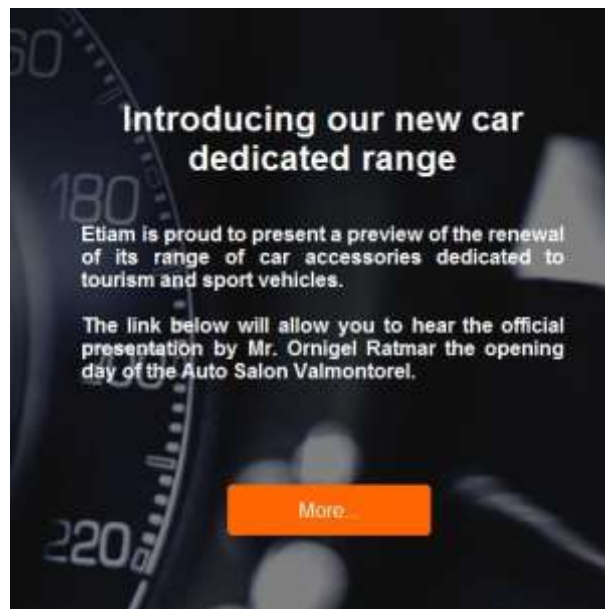 60
Introducing our new car
dedicated range
180
Etiam is proud to present a preview of the renewal
of its range of car accessories dedicated to
tourism and sport vehicles.
The link below will allow you to hear the official
presentation by Mr. Ornigel Ratmar the opening
day of the Auto Salon Valmontorel.
More...
220